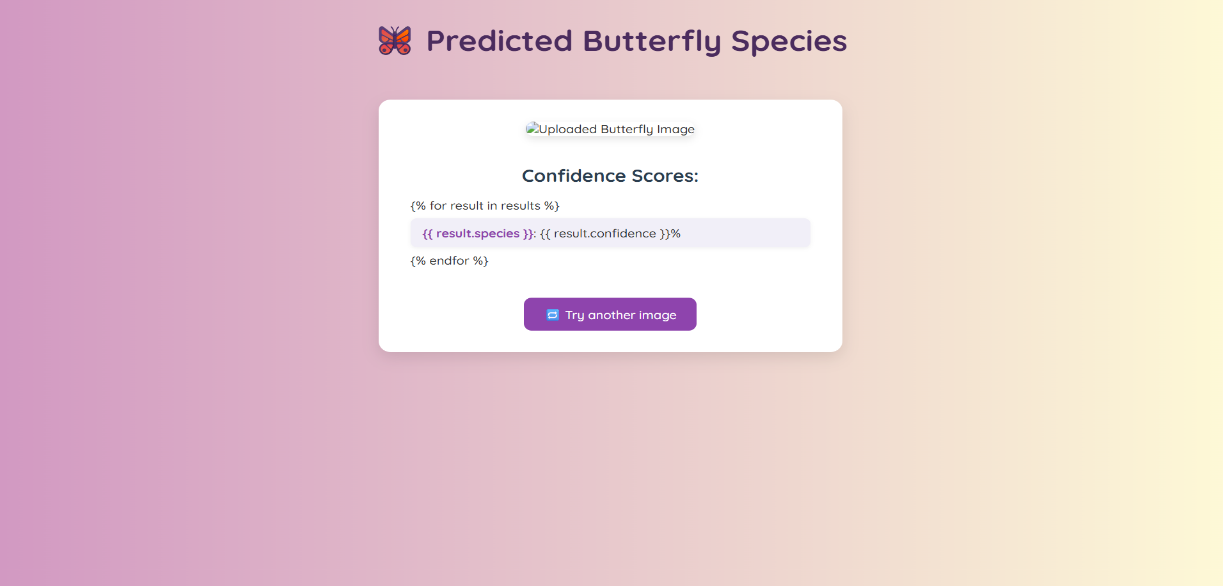 Predicted Butterfly Species
Uploaded Butterfly Image
Confidence Scores:
{% for result in results %}
{{ result.species }}: {{ result.confidence }}%
{% endfor %}
Try another image